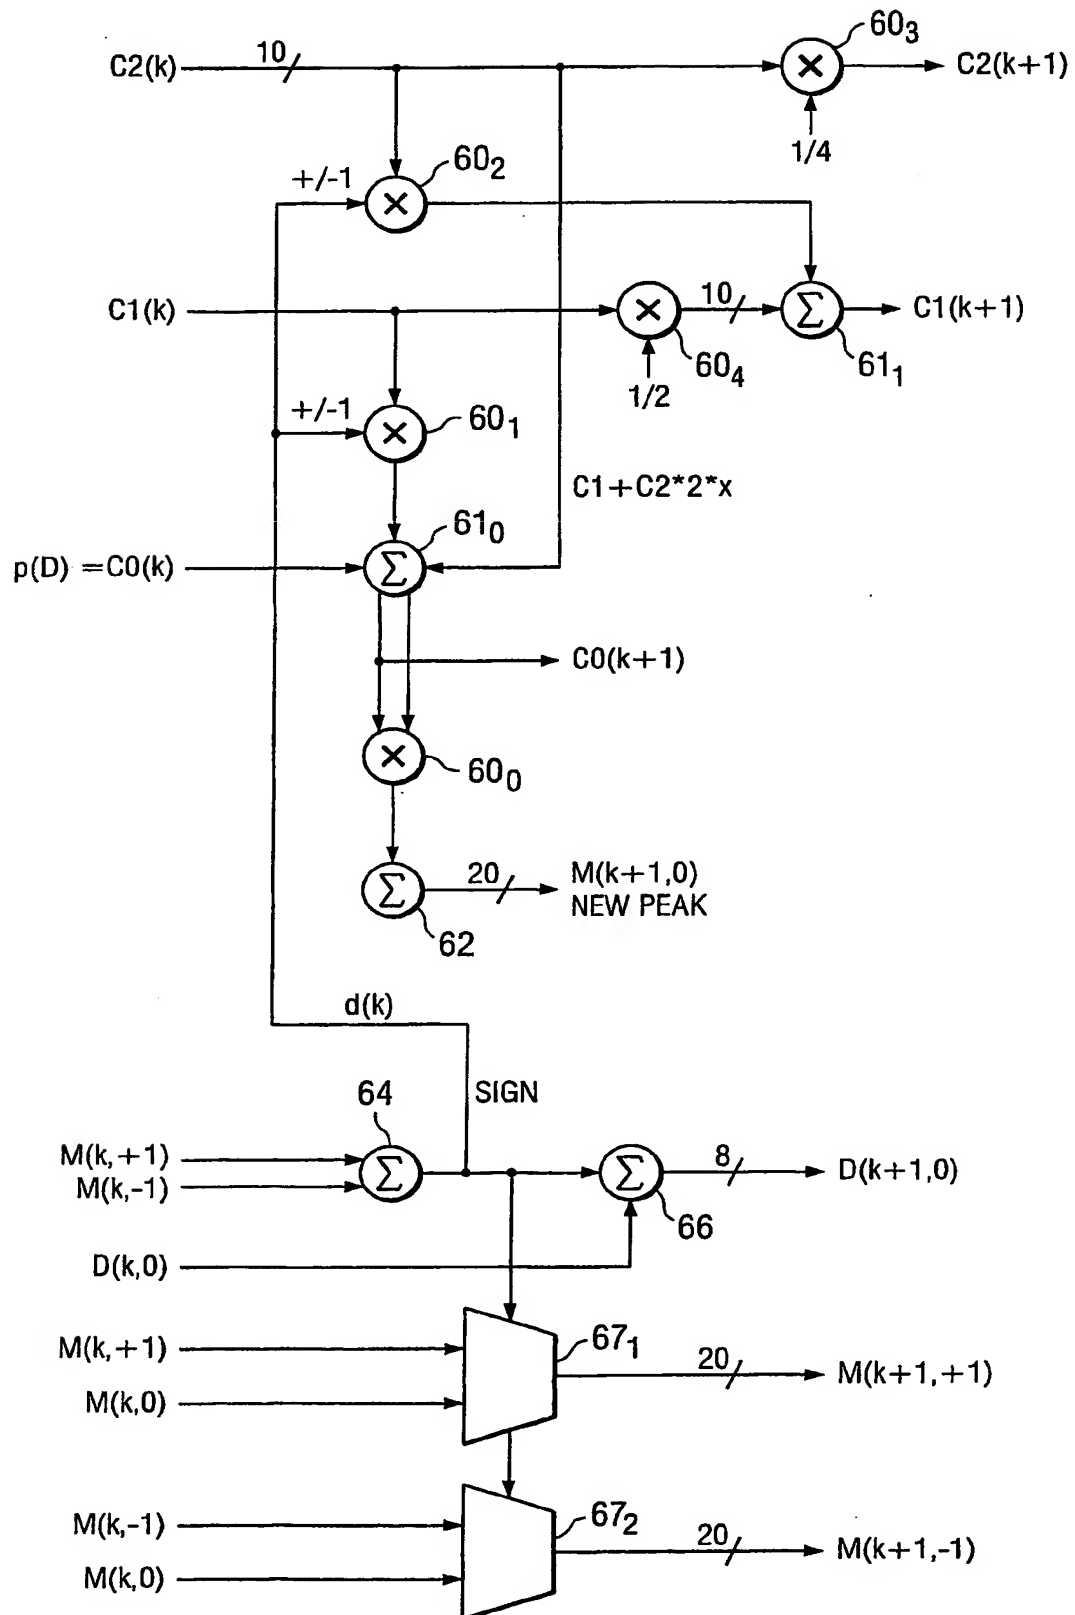 60₃
C2(k) 10 C2(k+1)
1/4
+/-1 60₂
C1(k) 10 C1(k+1)
60₄ 61₁
1/2
+/-1 60₁
C1+C2*2*x
61₀
p(D) =C0(k)
C0(k+1)
60₀
20 M(k+1,0)
NEW PEAK
62
d(k)
64 SIGN
M(k,+1) 8 D(k+1,0)
M(k,-1)
66
D(k,0)
M(k,+1) 67₁
20 M(k+1,+1)
M(k,0)
M(k,-1) 67₂
20 M(k+1,-1)
M(k,0)